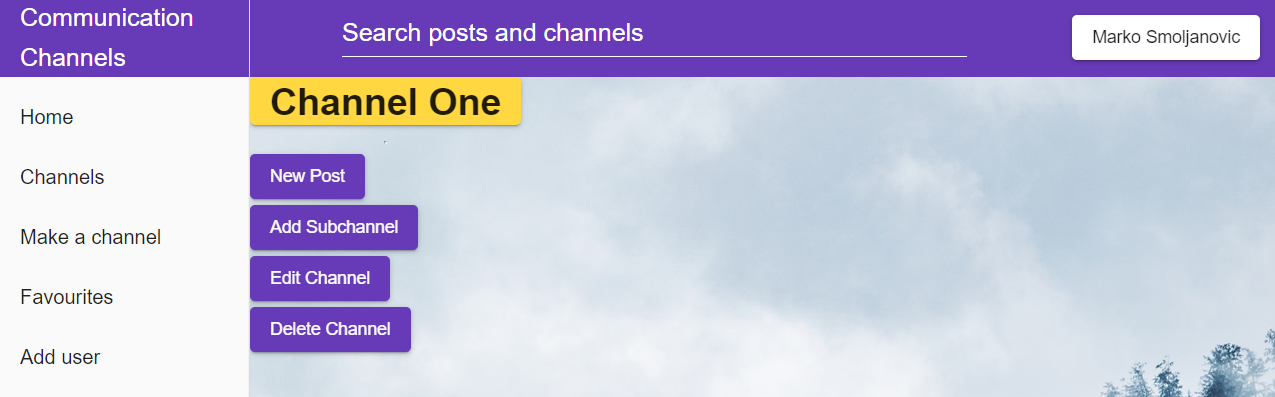 Communication
Channels
Search posts and channels
Marko Smoljanovic
Home
Channels
Make a channel
Favourites
Add user
Channel One
New Post
Add Subchannel
Edit Channel
Delete Channel